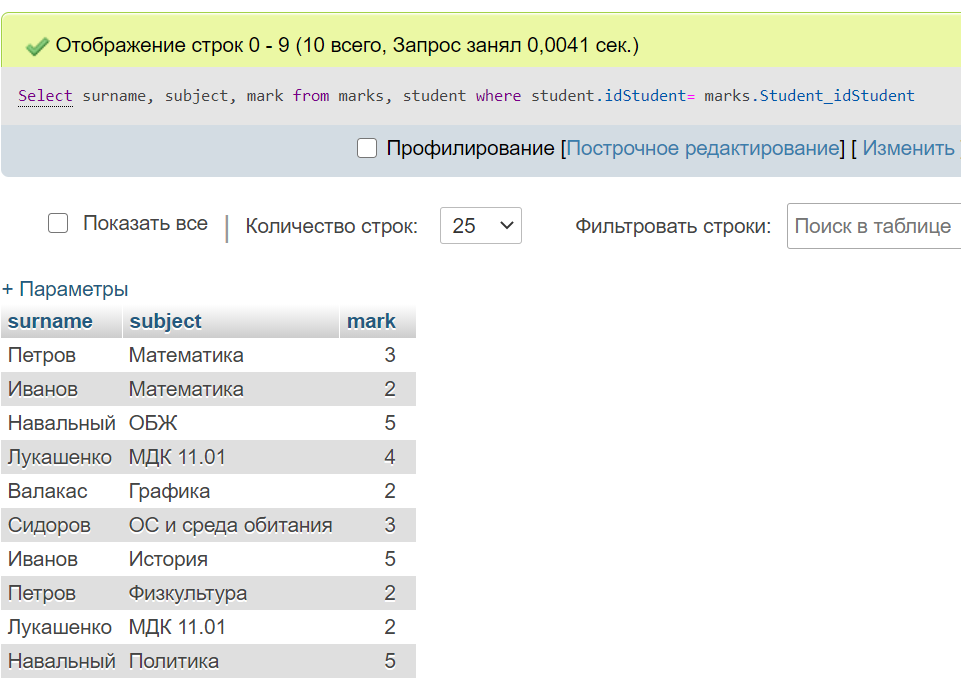 Отображение строк 0 - 9 (10 всего, Запрос занял 0,0041 сек.)
Select surname, subject, mark from marks, student where student.idStudent= marks.Student_idStudent
Профилирование [Построчное редактирование] [ Изменить
Показать все | Количество строк: 25 Фильтровать строки: Поиск в таблице
+ Параметры
surname subject mark
Петров Математика 3
Иванов Математика 2
Навальный ОБЖ 5
Лукашенко МДК 11.01 4
Валакас Графика 2
Сидоров ОС и среда обитания 3
Иванов История 5
Петров Физкультура 2
Лукашенко МДК 11.01 2
Навальный Политика 5